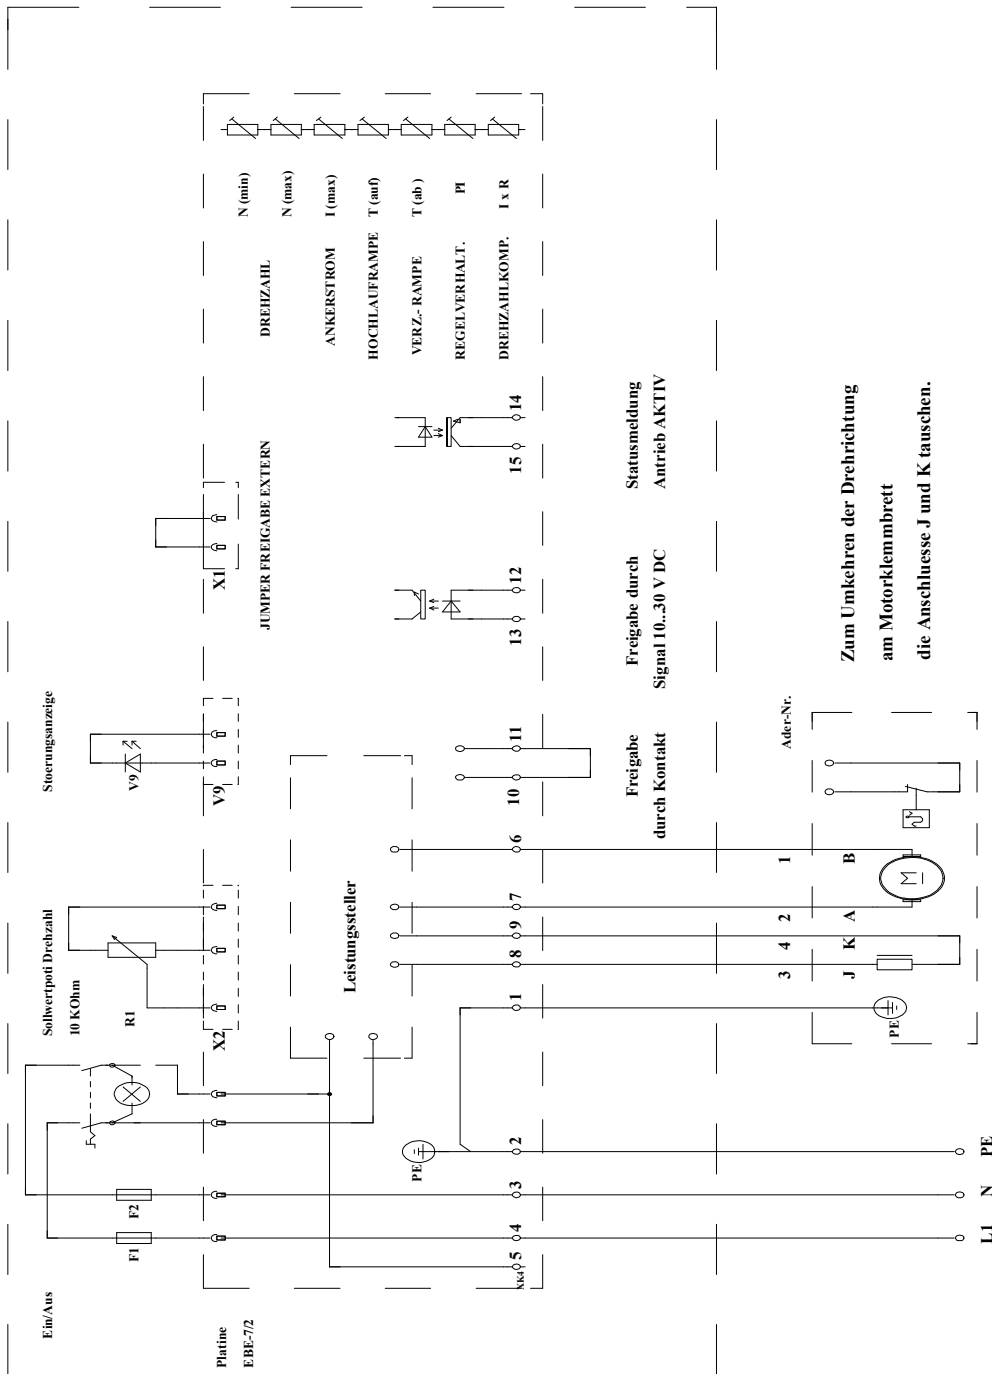 Ein/Aus
Sollwertpoti Drehzahl
10 KOhm
Stoerungsanzeige
F1
F2
R1
V9
Platine
EBE-7/2
X2
V9
X1
JUMPER FREIGABE EXTERN
DREHZAHL
N (min)
N (max)
ANKERSTROM
I (max)
HOCHLAUFRAMPE
T (auf)
VERZ.- RAMPE
T (ab )
REGELVERHALT.
PI
DREHZAHLKOMP.
I x R
Leistungssteller
PE
XK4
5
4
3
2
1
8
9
7
6
10
11
13
12
15
14
Freigabe
durch Kontakt
Freigabe durch
Signal 10...30 V DC
Statusmeldung
Antrieb AKTIV
3
4
2
1
Ader-Nr.
J
K
A
B
M
PE
Zum Umkehren der Drehrichtung
am Motorklemmbrett
die Anschluesse J und K tauschen.
L1
N
PE